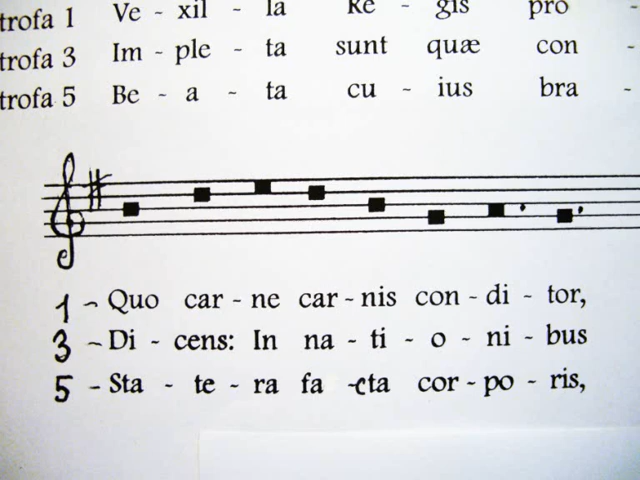 trofa 1 Ve - xil - la Re - gis pro -
trofa 3 Im - ple - ta sunt quæ con -
trofa 5 Be - a - ta cu - ius bra -
1 - Quo car - ne car - nis con - di - tor,
3 - Di - cens: In na - ti - o - ni - bus
5 - Sta - te - ra fa - cta cor - po - ris,